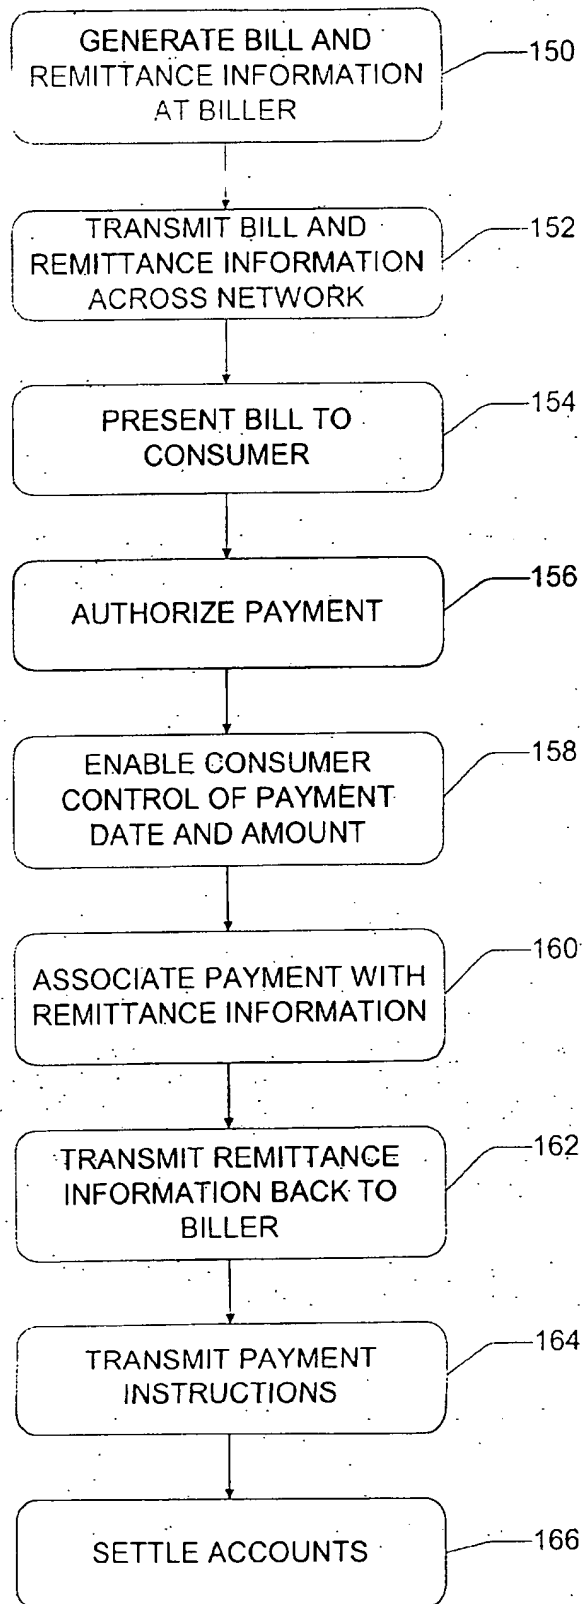 GENERATE BILL AND
REMITTANCE INFORMATION
AT BILLER
150
TRANSMIT BILL AND
REMITTANCE INFORMATION
ACROSS NETWORK
152
PRESENT BILL TO
CONSUMER
154
AUTHORIZE PAYMENT
156
ENABLE CONSUMER
CONTROL OF PAYMENT
DATE AND AMOUNT
158
ASSOCIATE PAYMENT WITH
REMITTANCE INFORMATION
160
TRANSMIT REMITTANCE
INFORMATION BACK TO
BILLER
162
TRANSMIT PAYMENT
INSTRUCTIONS
164
SETTLE ACCOUNTS
166